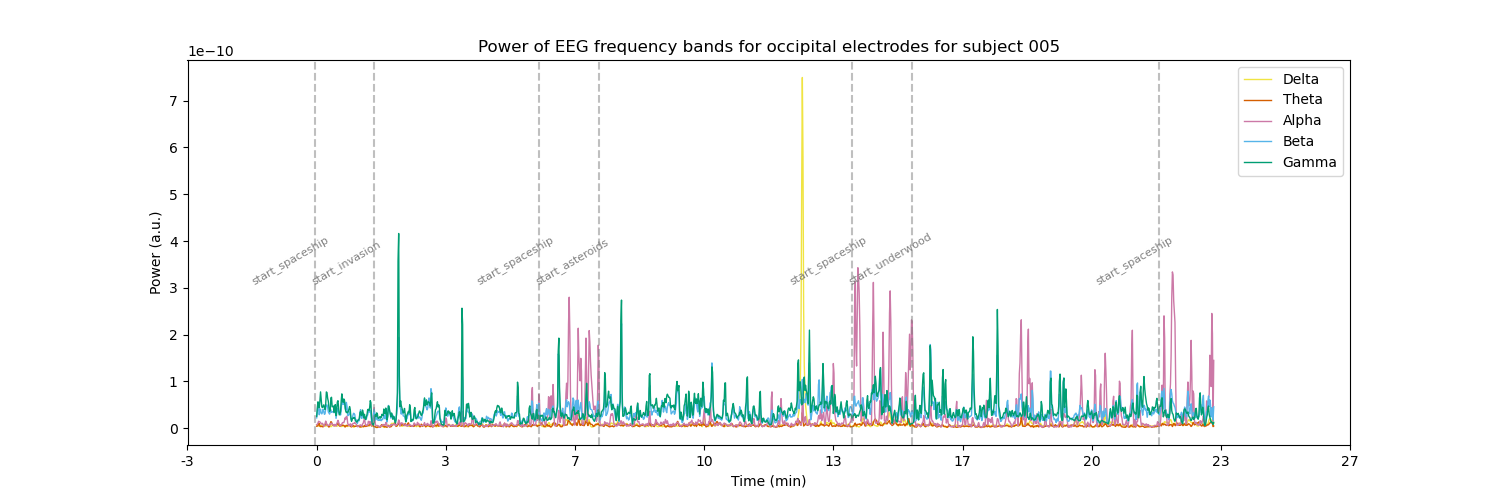 Power of EEG frequency bands for occipital electrodes for subject 005
1e−10
Delta
Theta
Alpha
Beta
Gamma
7
6
5
4
3
2
1
0
Power (a.u.)
start_spaceship
start_invasion
start_spaceship
start_asteroids
start_spaceship
start_underwood
start_spaceship
-3
0
3
7
10
13
17
20
23
27
Time (min)